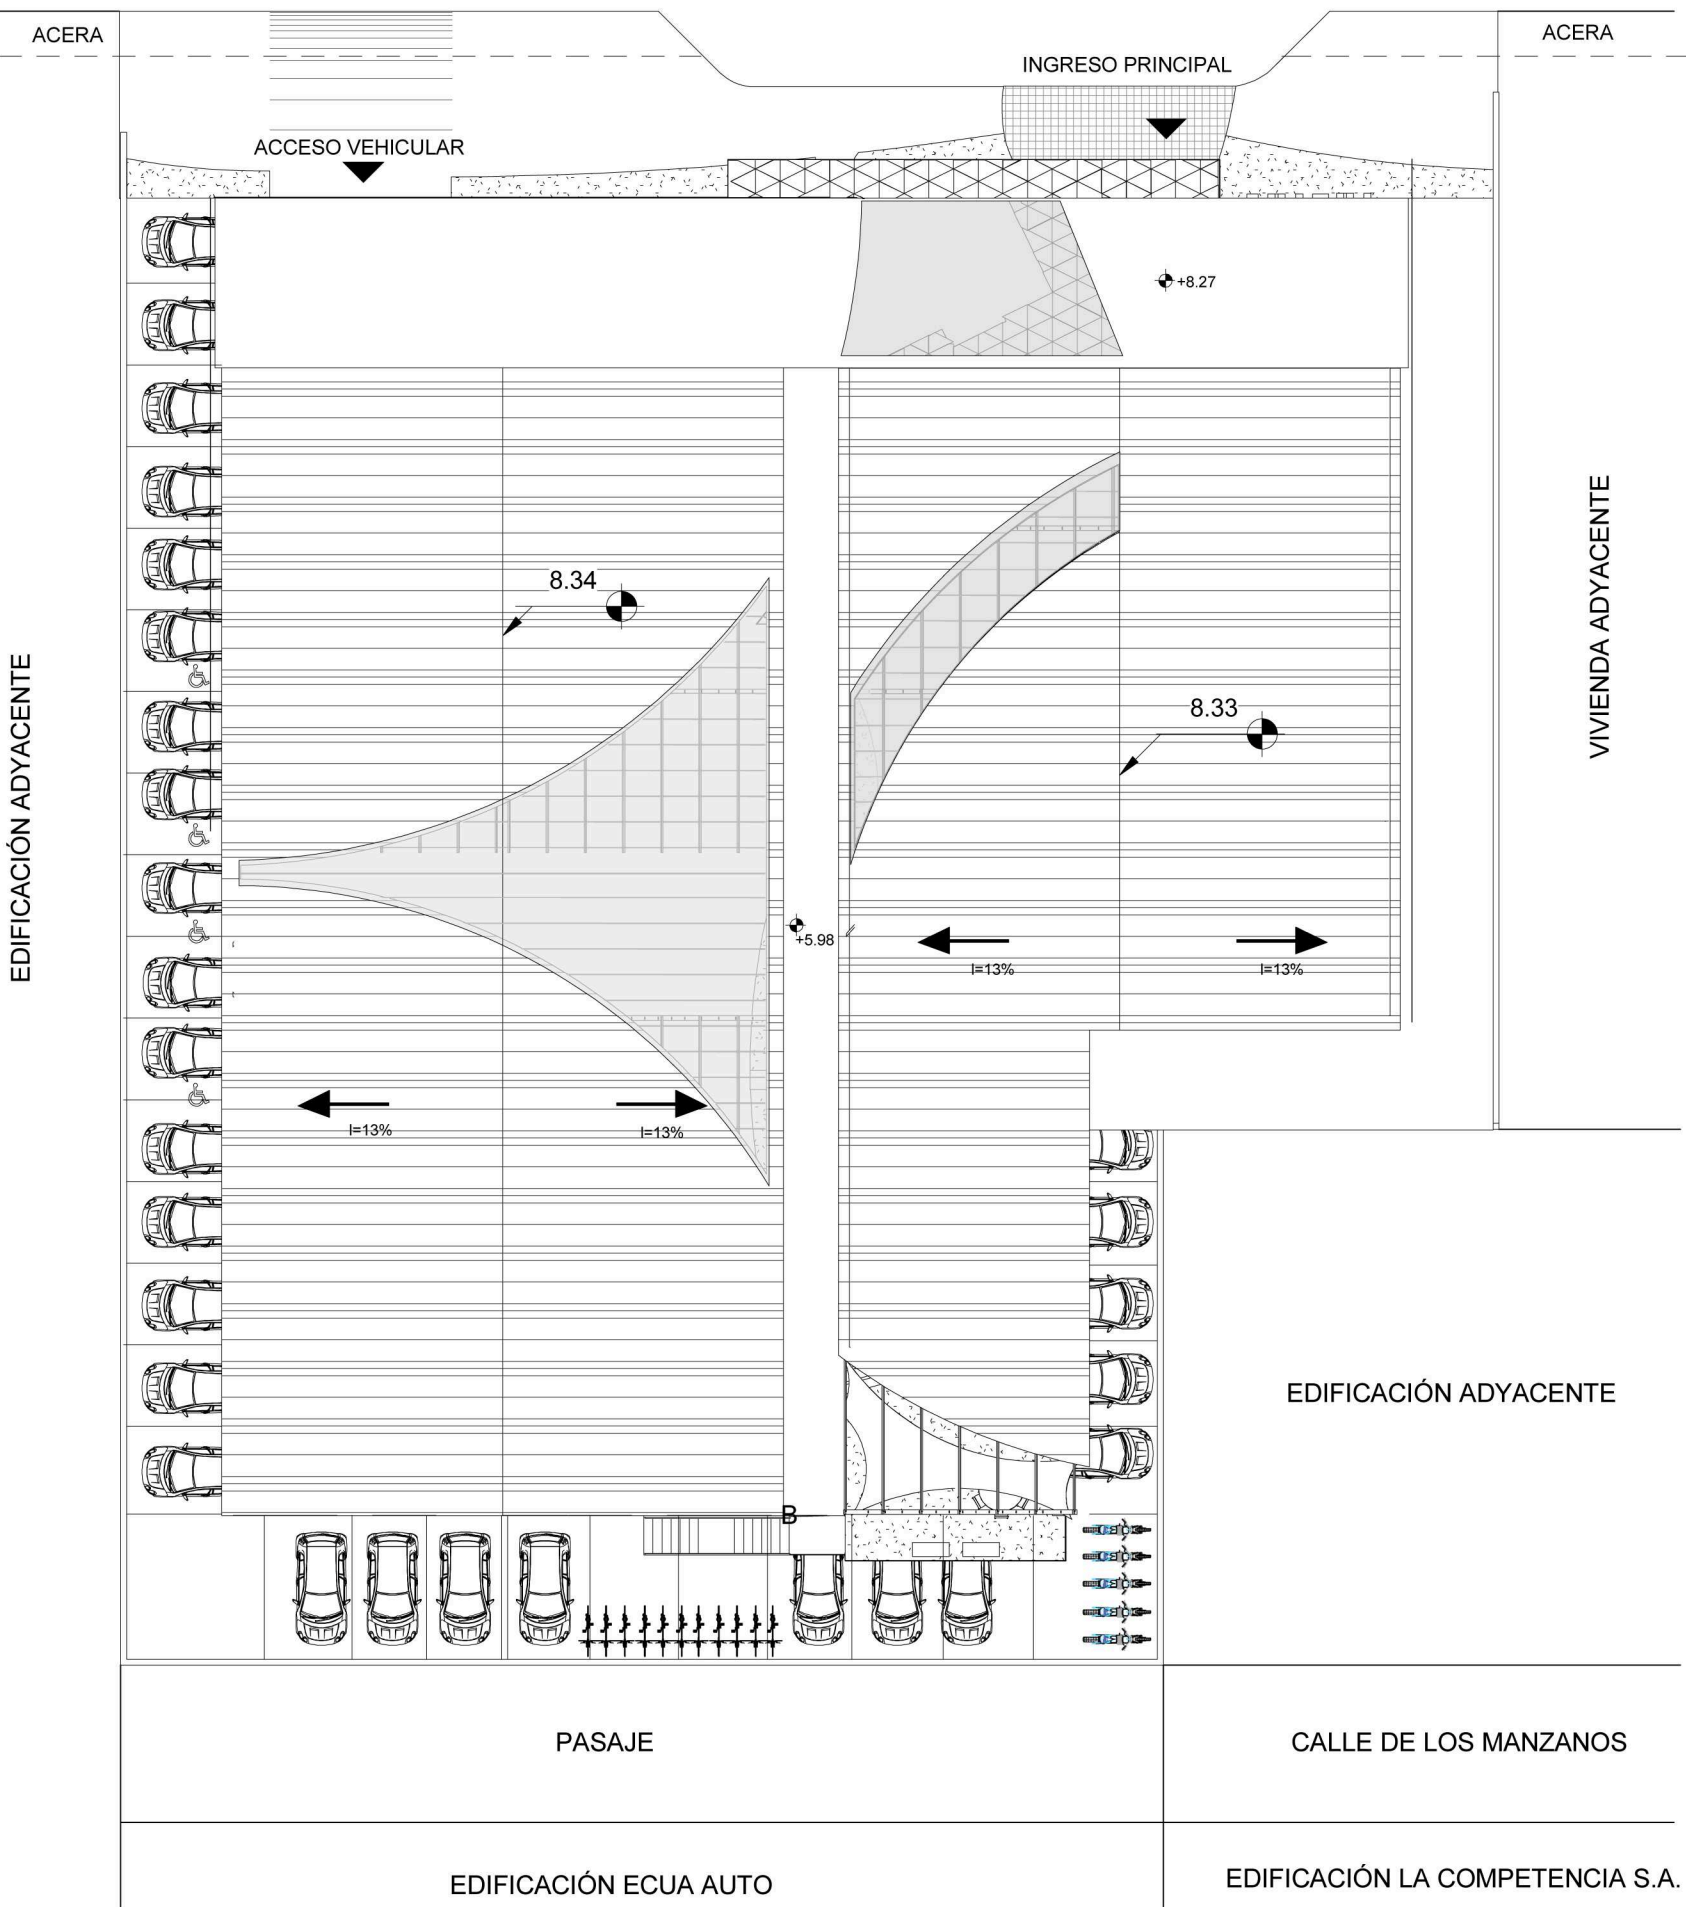 ACERA
ACERA
INGRESO PRINCIPAL
ACCESO VEHICULAR
+8.27
8.34
8.33
EDIFICACIÓN ADYACENTE
VIVIENDA ADYACENTE
+5.98
I=13%
I=13%
I=13%
I=13%
EDIFICACIÓN ADYACENTE
B
PASAJE
CALLE DE LOS MANZANOS
EDIFICACIÓN ECUA AUTO
EDIFICACIÓN LA COMPETENCIA S.A.